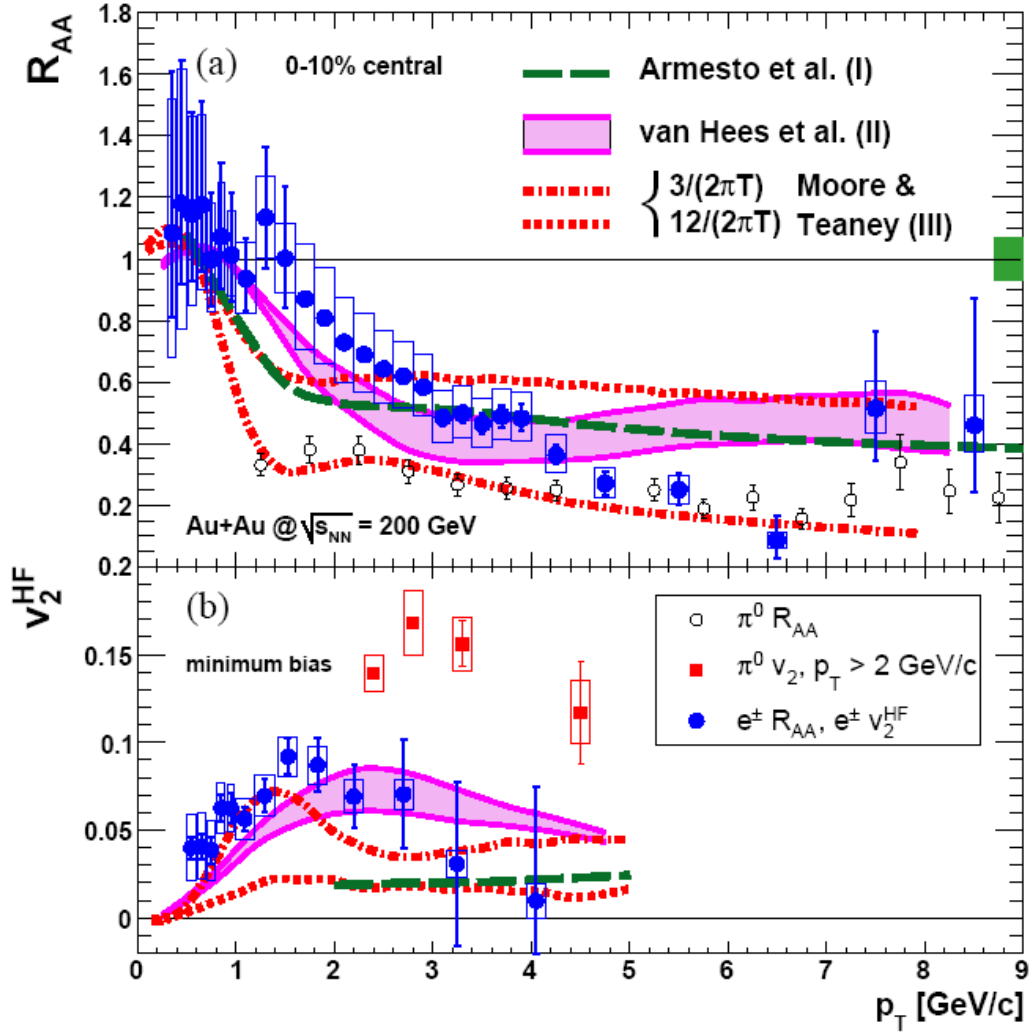 R_AA
1.8
1.6
1.4
1.2
1
0.8
0.6
0.4
0.2
(a)
0-10% central
Armesto et al. (I)
van Hees et al. (II)
3/(2πT) Moore &
12/(2πT) Teaney (III)
Au+Au @ √s_NN = 200 GeV
v_2^HF
0.2
0.15
0.1
0.05
0
(b)
minimum bias
π⁰ R_AA
π⁰ v_2, p_T > 2 GeV/c
e± R_AA, e± v_2^HF
0 1 2 3 4 5 6 7 8 9
p_T [GeV/c]